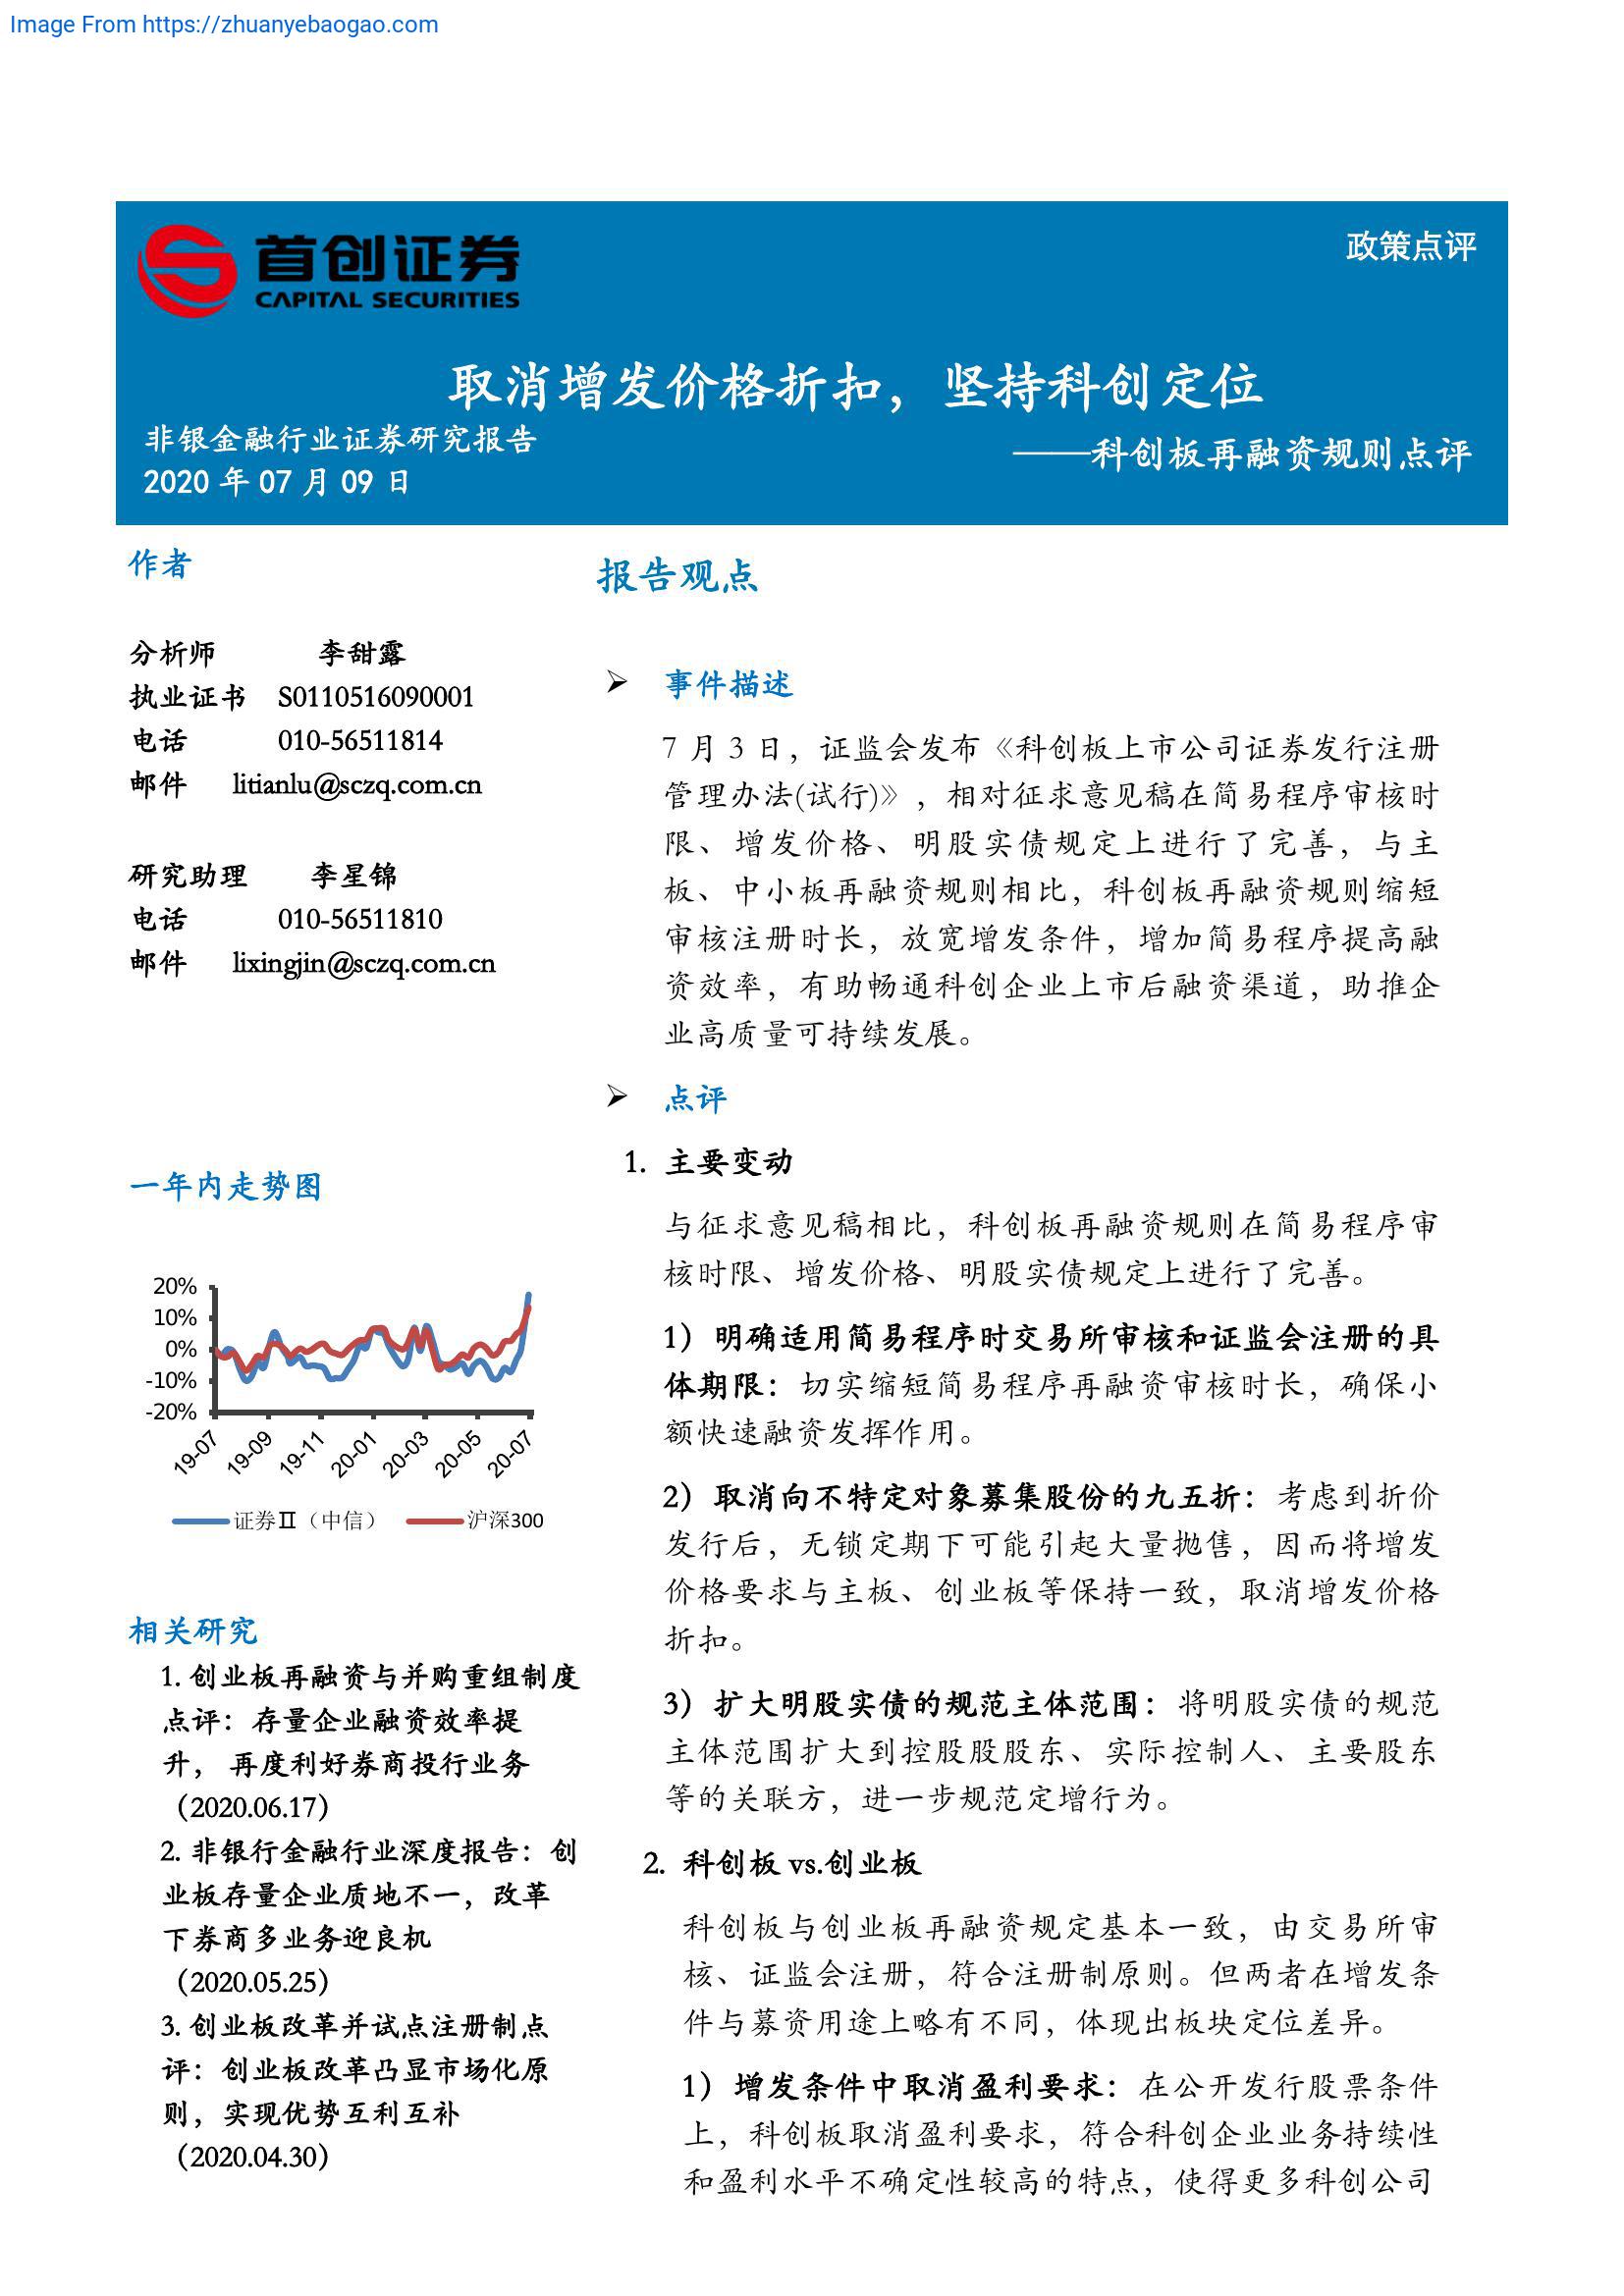 Image From https://zhuanyebaogao.com
首创证券
CAPITAL SECURITIES
政策点评
取消增发价格折扣，坚持科创定位
非银金融行业证券研究报告
——科创板再融资规则点评
2020 年 07 月 09 日
作者
分析师 李甜露
执业证书 S0110516090001
电话 010-56511814
邮件 litianlu@sczq.com.cn
研究助理 李星锦
电话 010-56511810
邮件 lixingjin@sczq.com.cn
一年内走势图
20%
10%
0%
-10%
-20%
19-07
19-09
19-11
20-01
20-03
20-05
20-07
证券Ⅱ（中信）
沪深300
相关研究
1. 创业板再融资与并购重组制度
点评：存量企业融资效率提
升， 再度利好券商投行业务
（2020.06.17）
2. 非银行金融行业深度报告：创
业板存量企业质地不一，改革
下券商多业务迎良机
（2020.05.25）
3. 创业板改革并试点注册制点
评：创业板改革凸显市场化原
则，实现优势互利互补
（2020.04.30）
报告观点
➢ 事件描述
7 月 3 日，证监会发布《科创板上市公司证券发行注册
管理办法(试行)》，相对征求意见稿在简易程序审核时
限、增发价格、明股实债规定上进行了完善，与主
板、中小板再融资规则相比，科创板再融资规则缩短
审核注册时长，放宽增发条件，增加简易程序提高融
资效率，有助畅通科创企业上市后融资渠道，助推企
业高质量可持续发展。
➢ 点评
1. 主要变动
与征求意见稿相比，科创板再融资规则在简易程序审
核时限、增发价格、明股实债规定上进行了完善。
1）明确适用简易程序时交易所审核和证监会注册的具
体期限：切实缩短简易程序再融资审核时长，确保小
额快速融资发挥作用。
2）取消向不特定对象募集股份的九五折：考虑到折价
发行后，无锁定期下可能引起大量抛售，因而将增发
价格要求与主板、创业板等保持一致，取消增发价格
折扣。
3）扩大明股实债的规范主体范围：将明股实债的规范
主体范围扩大到控股股股东、实际控制人、主要股东
等的关联方，进一步规范定增行为。
2. 科创板 vs.创业板
科创板与创业板再融资规定基本一致，由交易所审
核、证监会注册，符合注册制原则。但两者在增发条
件与募资用途上略有不同，体现出板块定位差异。
1）增发条件中取消盈利要求：在公开发行股票条件
上，科创板取消盈利要求，符合科创企业业务持续性
和盈利水平不确定性较高的特点，使得更多科创公司